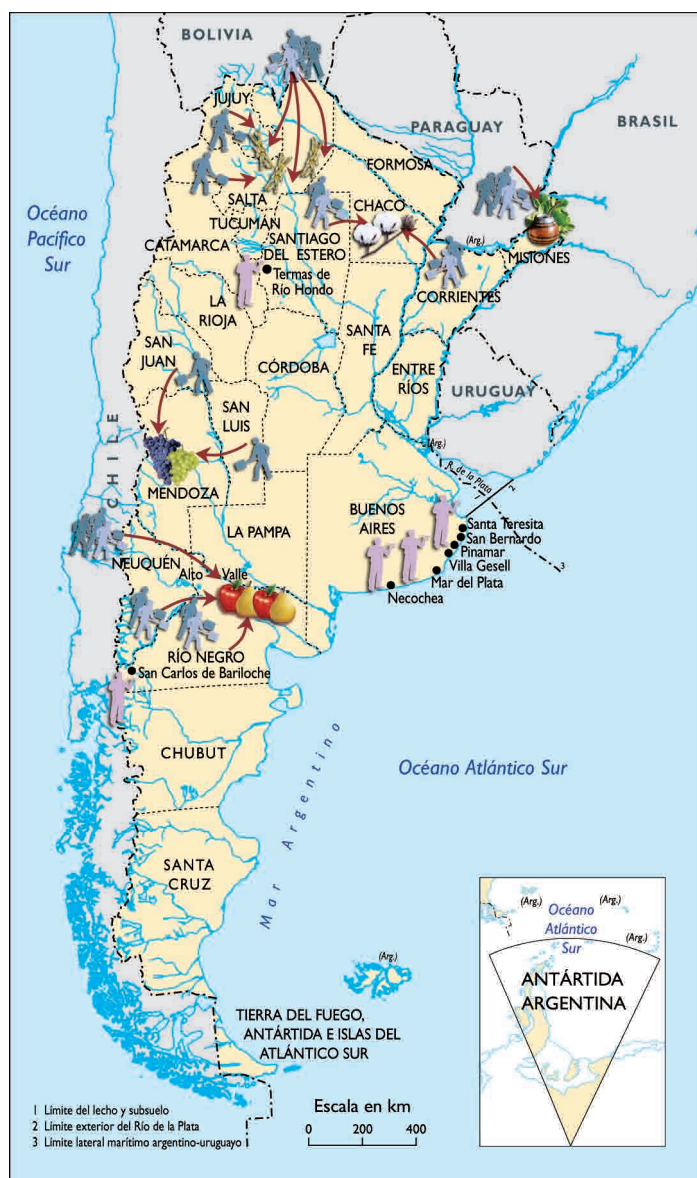 BOLIVIA
JUJUY
PARAGUAY
BRASIL
FORMOSA
Océano
Pacífico
Sur
SALTA
CHACO
TUCUMÁN
(Arg.)
MISIONES
CATAMARCA
SANTIAGO
DEL ESTERO
Termas de
Río Hondo
CORRIENTES
LA
RIOJA
SANTA
FE
SAN
JUAN
CÓRDOBA
ENTRE
RÍOS
URUGUAY
SAN
LUIS
CHILE
(Arg.)
R. de la Plata
2
MENDOZA
BUENOS
AIRES
LA PAMPA
Santa Teresita
San Bernardo
Pinamar
Villa Gesell
3
Mar del Plata
Necochea
NEUQUÉN
Alto Valle
RÍO NEGRO
San Carlos de Bariloche
CHUBUT
Océano Atlántico Sur
Mar Argentino
SANTA
CRUZ
(Arg.)
TIERRA DEL FUEGO,
ANTÁRTIDA E ISLAS DEL
ATLÁNTICO SUR
(Arg.)
(Arg.)
Océano
Atlántico
Sur
(Arg.)
ANTÁRTIDA
ARGENTINA
1 Límite del lecho y subsuelo
2 Límite exterior del Río de la Plata
3 Límite lateral marítimo argentino-uruguayo
Escala en km
0 200 400